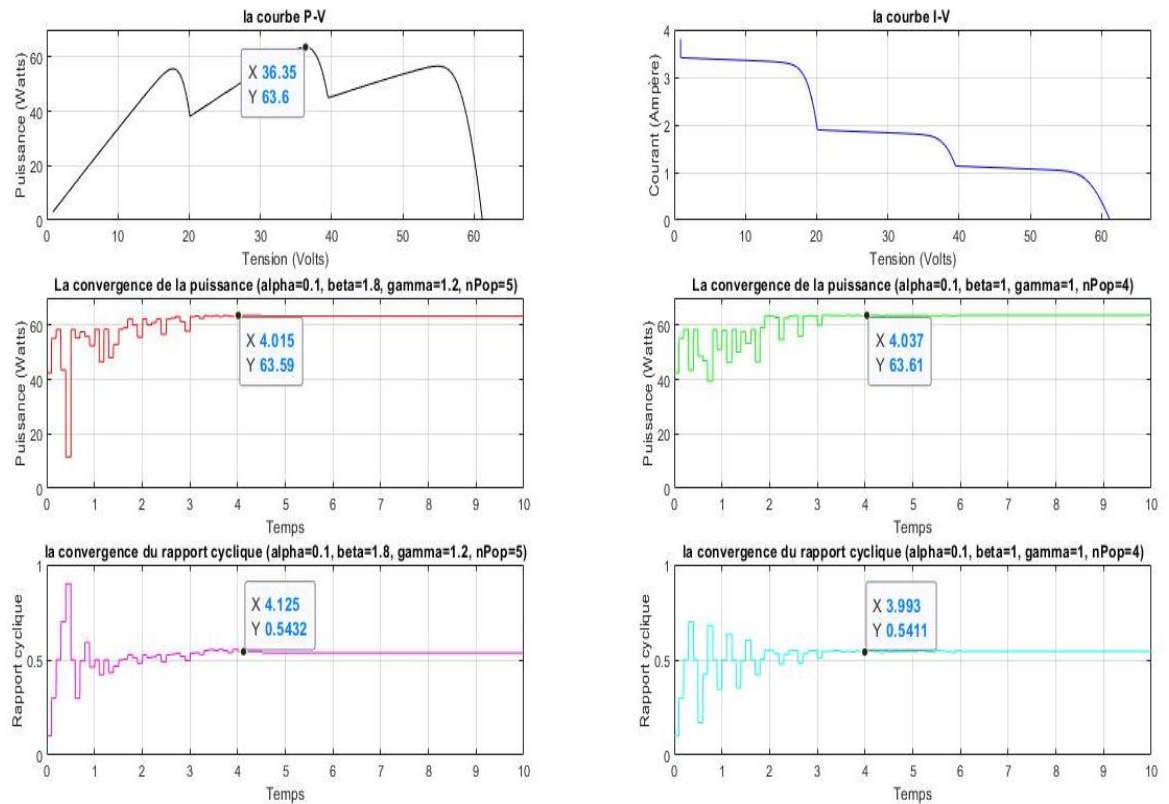 la courbe P-V
Puissance (Watts)
60
40
20
0
X 36.35
Y 63.6
0 10 20 30 40 50 60
Tension (Volts)
la courbe I-V
Courant (Ampère)
4
3
2
1
0
0 10 20 30 40 50 60
Tension (Volts)
La convergence de la puissance (alpha=0.1, beta=1.8, gamma=1.2, nPop=5)
Puissance (Watts)
60
40
20
0
X 4.015
Y 63.59
0 1 2 3 4 5 6 7 8 9 10
Temps
La convergence de la puissance (alpha=0.1, beta=1, gamma=1, nPop=4)
Puissance (Watts)
60
40
20
0
X 4.037
Y 63.61
0 1 2 3 4 5 6 7 8 9 10
Temps
la convergence du rapport cyclique (alpha=0.1, beta=1.8, gamma=1.2, nPop=5)
Rapport cyclique
1
0.5
0
X 4.125
Y 0.5432
0 1 2 3 4 5 6 7 8 9 10
Temps
la convergence du rapport cyclique (alpha=0.1, beta=1, gamma=1, nPop=4)
Rapport cyclique
1
0.5
0
X 3.993
Y 0.5411
0 1 2 3 4 5 6 7 8 9 10
Temps